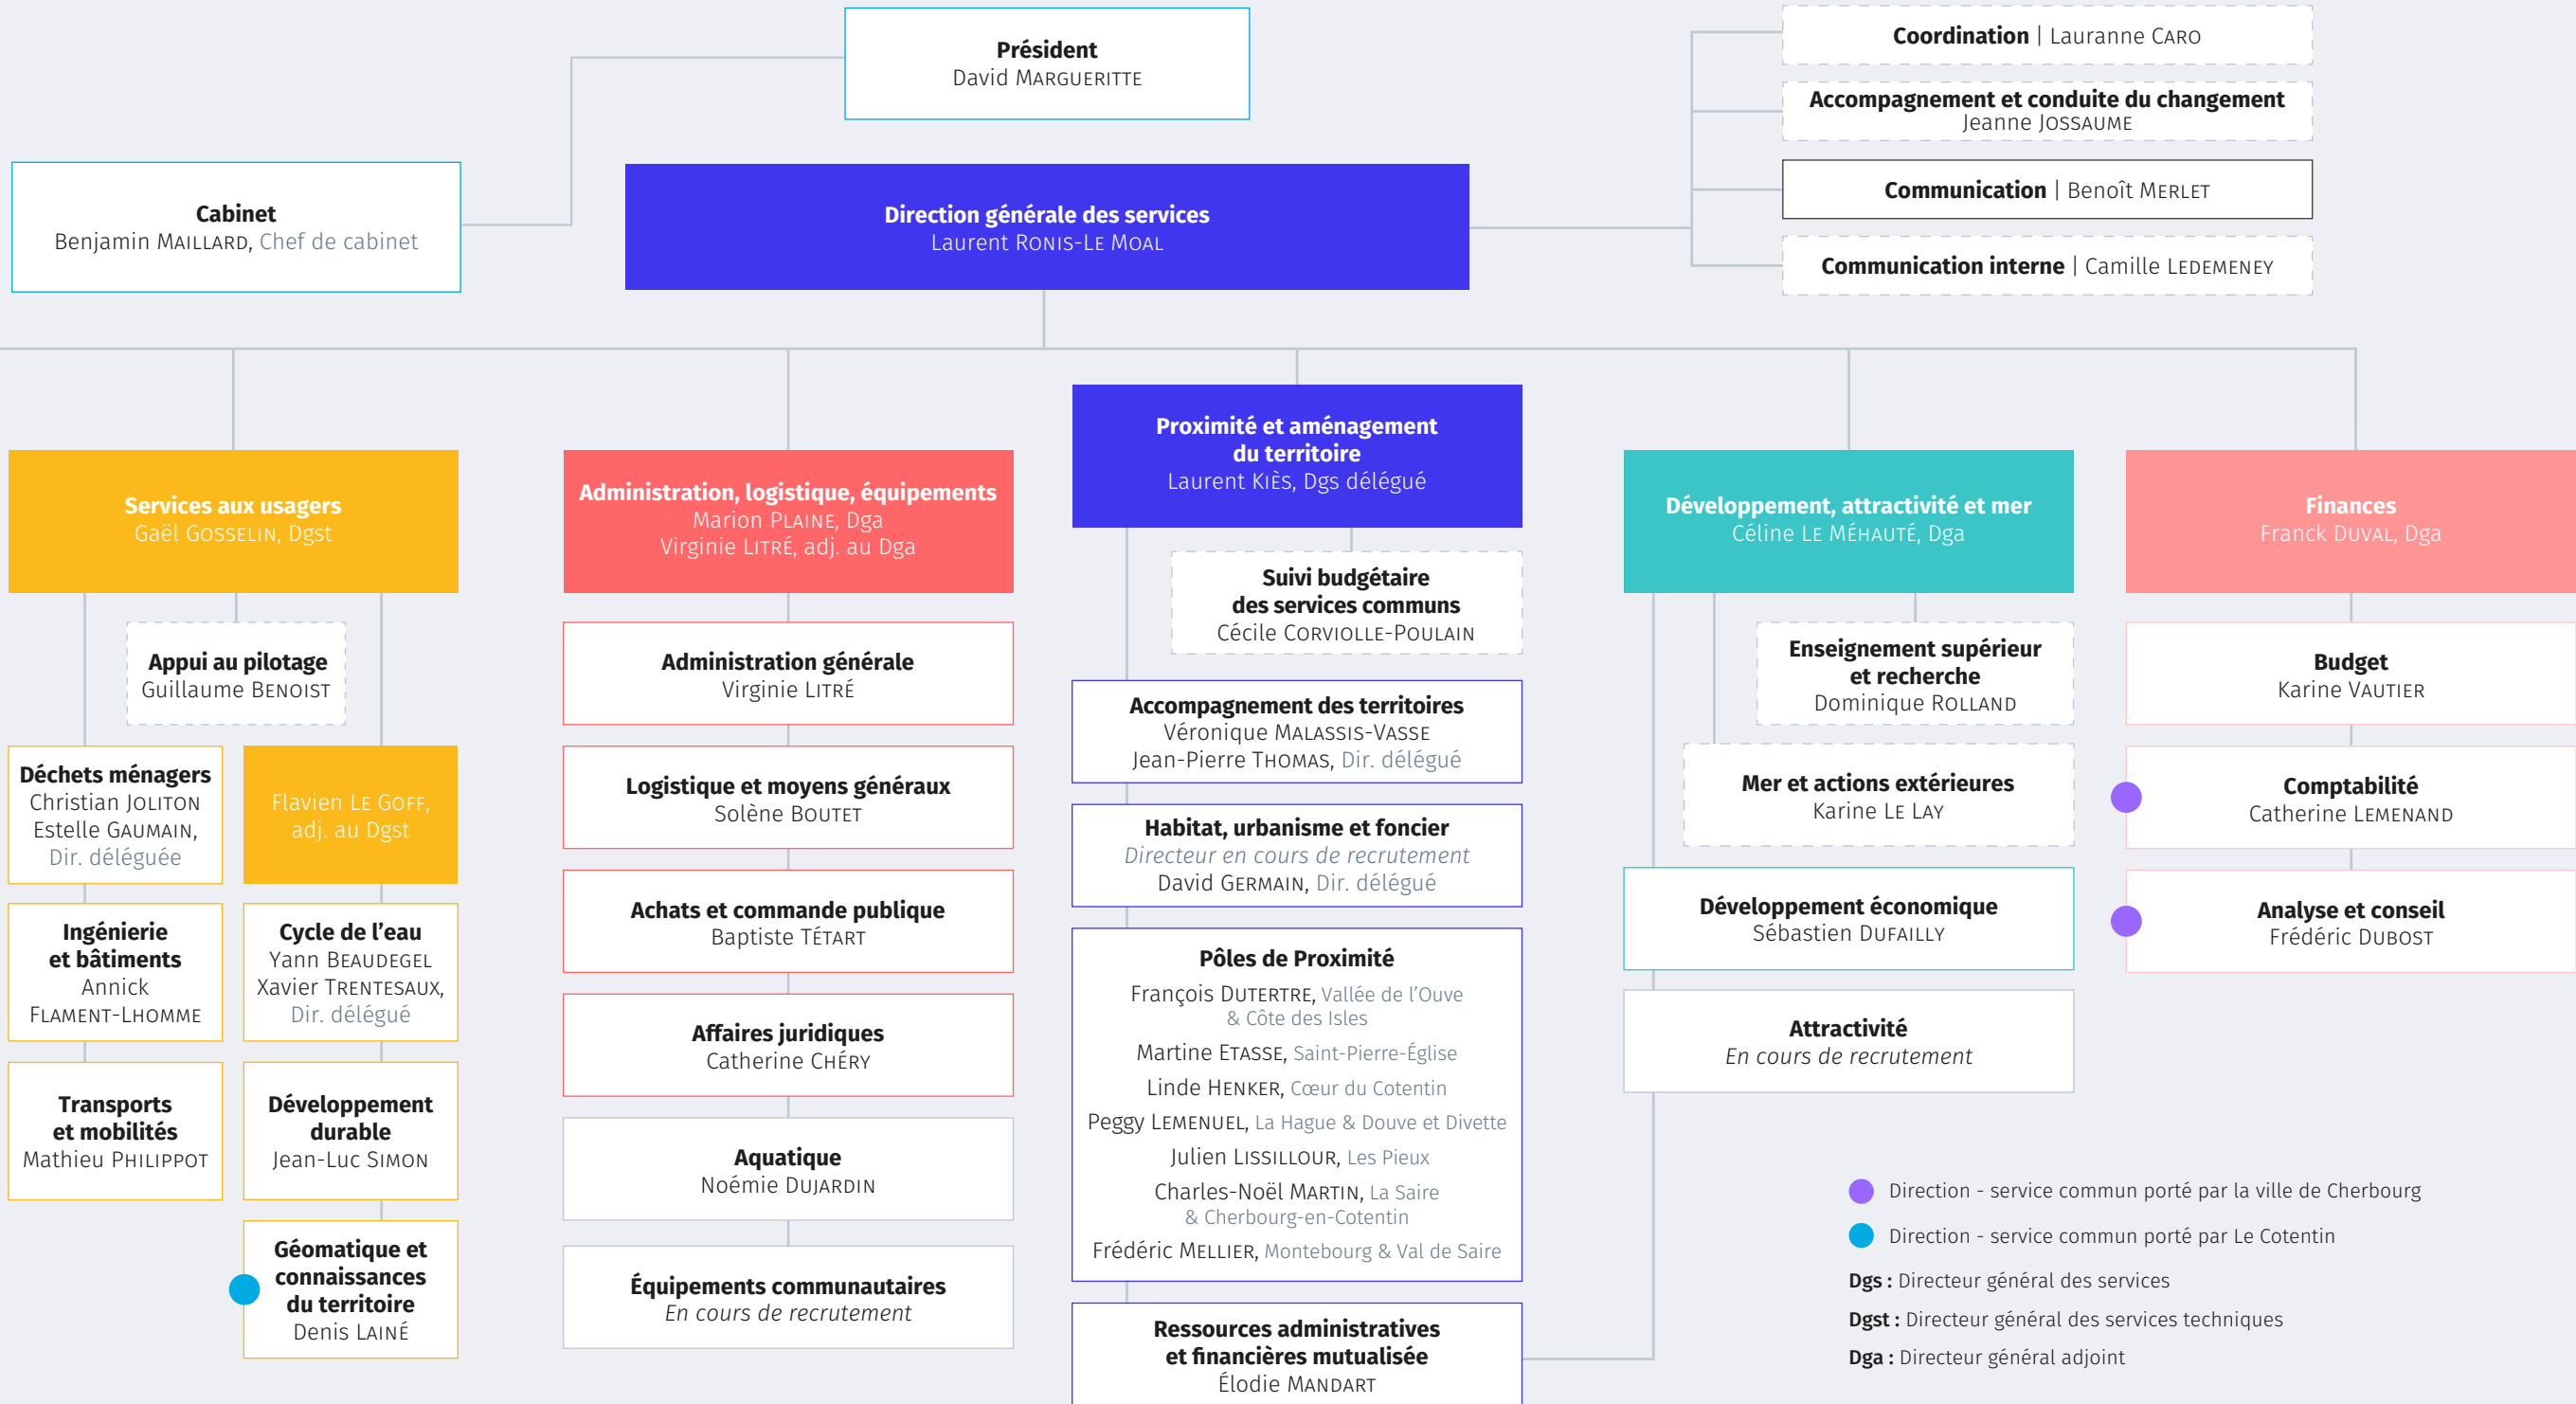 Président
David MARGUERITTE
Cabinet
Benjamin MAILLARD, Chef de cabinet
Direction générale des services
Laurent RONIS-LE MOAL
Coordination | Lauranne CARO
Accompagnement et conduite du changement
Jeanne JOSSAUME
Communication | Benoît MERLET
Communication interne | Camille LEDEMENEY
Services aux usagers
Gaël GOSSELIN, Dgst
Appui au pilotage
Guillaume BENOIST
Déchets ménagers
Christian JOLITON
Estelle GAUMAIN,
Dir. déléguée
Ingénierie
et bâtiments
Annick
FLAMENT-LHOMME
Transports
et mobilités
Mathieu PHILIPPOT
Flavien LE GOFF,
adj. au Dgst
Cycle de l'eau
Yann BEAUDEGEL
Xavier TRENTESAUX,
Dir. délégué
Développement
durable
Jean-Luc SIMON
Géomatique et
connaissances
du territoire
Denis LAINÉ
Administration, logistique, équipements
Marion PLAINE, Dga
Virginie LITRÉ, adj. au Dga
Administration générale
Virginie LITRÉ
Logistique et moyens généraux
Solène BOUTET
Achats et commande publique
Baptiste TÉTART
Affaires juridiques
Catherine CHÉRY
Aquatique
Noémie DUJARDIN
Équipements communautaires
En cours de recrutement
Proximité et aménagement
du territoire
Laurent KIÈS, Dgs délégué
Suivi budgétaire
des services communs
Cécile CORVIOLLE-POULAIN
Accompagnement des territoires
Véronique MALASSIS-VASSE
Jean-Pierre THOMAS, Dir. délégué
Habitat, urbanisme et foncier
Directeur en cours de recrutement
David GERMAIN, Dir. délégué
Pôles de Proximité
François DUTERTRE, Vallée de l'Ouve
& Côte des Isles
Martine ETASSE, Saint-Pierre-Église
Linde HENKER, Cœur du Cotentin
Peggy LEMENUEL, La Hague & Douve et Divette
Julien LISSILLOUR, Les Pieux
Charles-Noël MARTIN, La Saire
& Cherbourg-en-Cotentin
Frédéric MELLIER, Montebourg & Val de Saire
Ressources administratives
et financières mutualisée
Élodie MANDART
Développement, attractivité et mer
Céline LE MÉHAUTÉ, Dga
Enseignement supérieur
et recherche
Dominique ROLLAND
Mer et actions extérieures
Karine LE LAY
Développement économique
Sébastien DUFAILLY
Attractivité
En cours de recrutement
Finances
Franck DUVAL, Dga
Budget
Karine VAUTIER
Comptabilité
Catherine LEMENAND
Analyse et conseil
Frédéric DUBOST
Direction - service commun porté par la ville de Cherbourg
Direction - service commun porté par Le Cotentin
Dgs : Directeur général des services
Dgst : Directeur général des services techniques
Dga : Directeur général adjoint